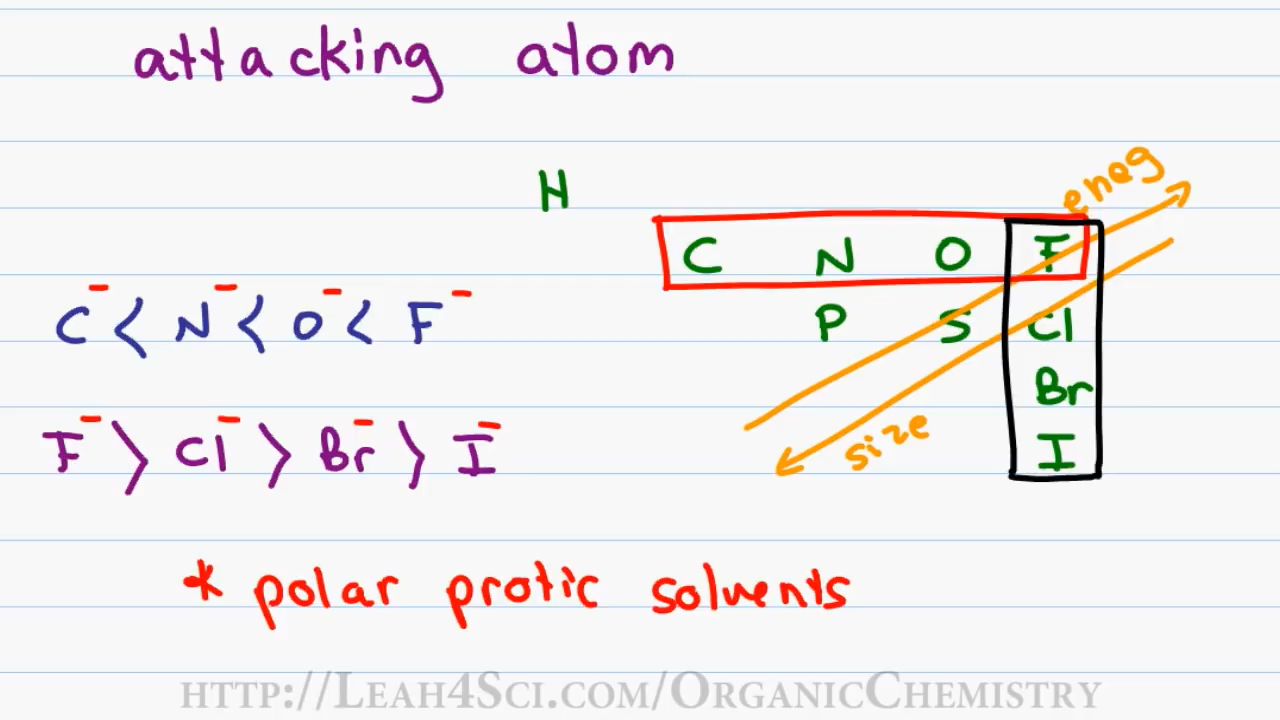 attacking atom
H
eneg
C N O F
C⁻ < N⁻ < O⁻ < F⁻
P S Cl
Br
size
F⁻ > Cl⁻ > Br⁻ > I⁻
I
* polar protic solvents
HTTP://LEAH4SCI.COM/ORGANICCHEMISTRY